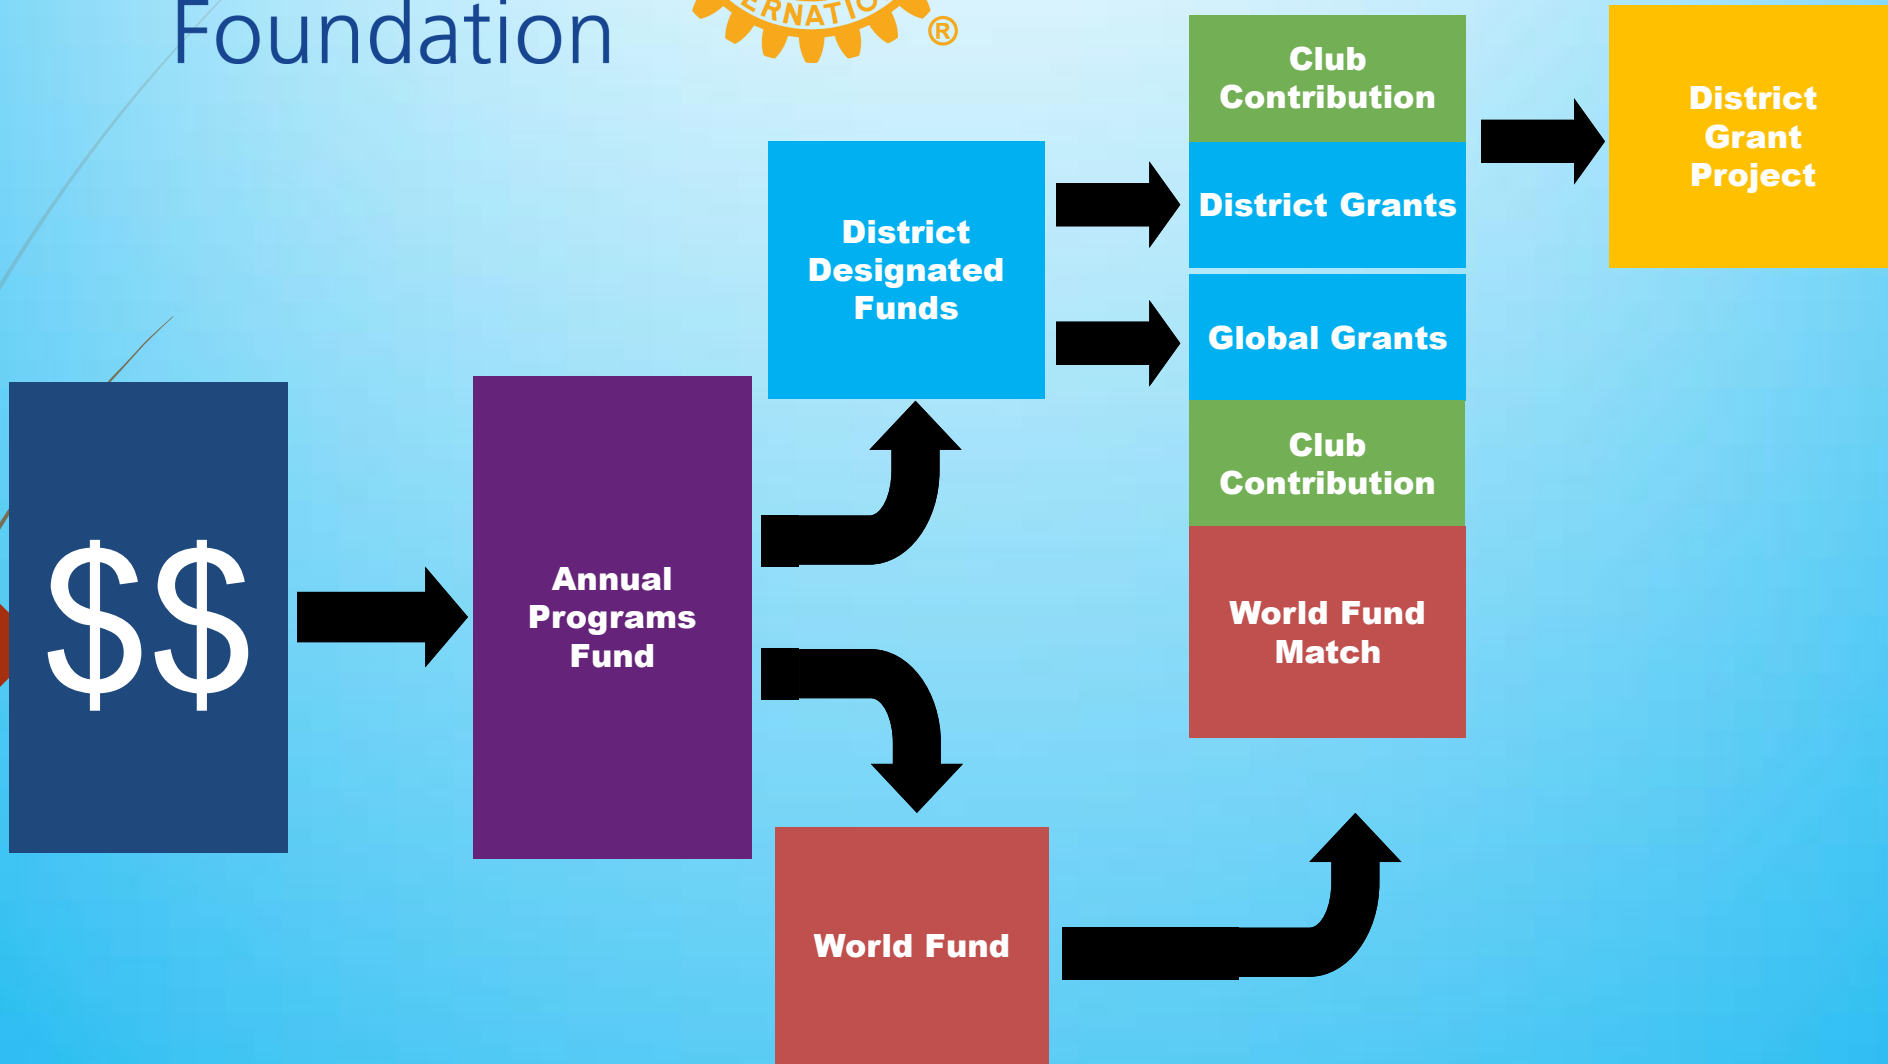 Foundation
ERNATIO
®
Club
Contribution
District Grants
District
Grant
Project
District
Designated
Funds
Global Grants
Club
Contribution
World Fund
Match
$$
Annual
Programs
Fund
World Fund